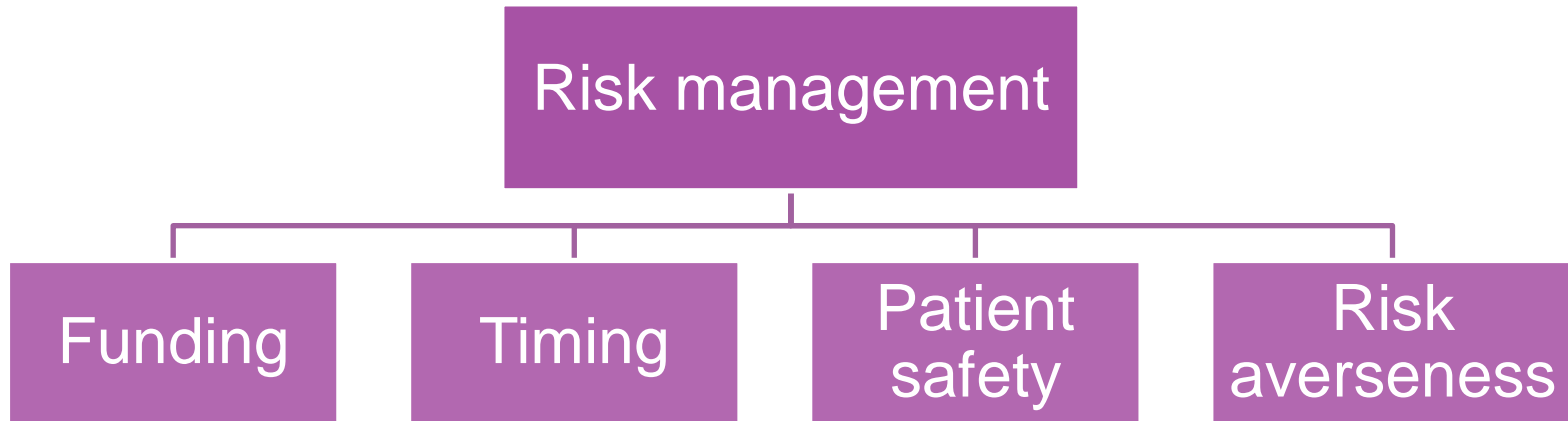 Risk management
Funding
Timing
Patient
safety
Risk
averseness